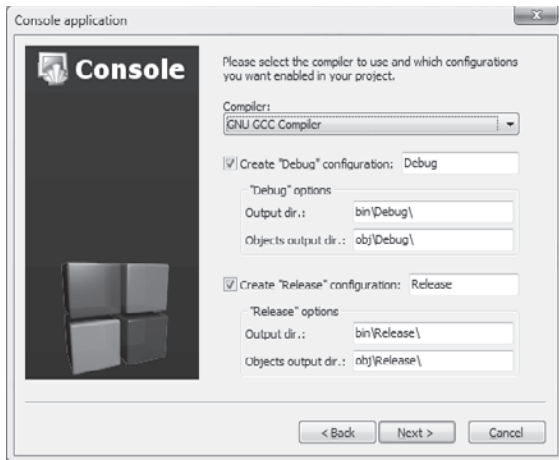 Console application
Console
Please select the compiler to use and which configurations
you want enabled in your project.
Compiler:
GNU GCC Compiler
Create "Debug" configuration: Debug
"Debug" options
Output dir.: bin\Debug\
Objects output dir.: obj\Debug\
Create "Release" configuration: Release
"Release" options
Output dir.: bin\Release\
Objects output dir.: obj\Release\
< Back Next > Cancel